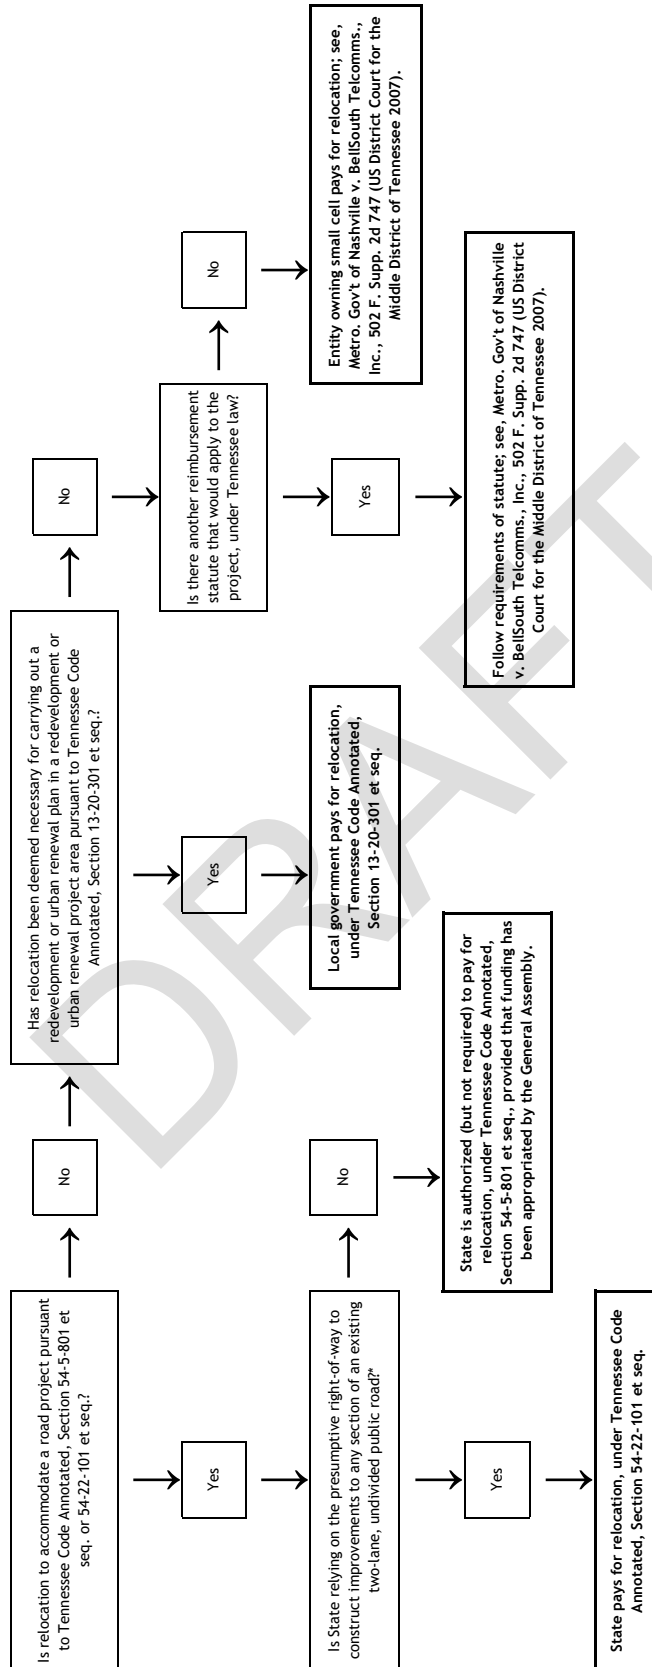 Is relocation to accommodate a road project pursuant
to Tennessee Code Annotated, Section 54-5-801 et
seq. or 54-22-101 et seq.?
No
Has relocation been deemed necessary for carrying out a
redevelopment or urban renewal plan in a redevelopment or
urban renewal project area pursuant to Tennessee Code
Annotated, Section 13-20-301 et seq.?
No
Yes
Is State relying on the presumptive right-of-way to
construct improvements to any section of an existing
two-lane, undivided public road?*
No
Yes
Local government pays for relocation,
under Tennessee Code Annotated,
Section 13-20-301 et seq.
Is there another reimbursement
statute that would apply to the
project, under Tennessee law?
No
Yes
State is authorized (but not required) to pay for
relocation, under Tennessee Code Annotated,
Section 54-5-801 et seq., provided that funding has
been appropriated by the General Assembly.
Yes
Entity owning small cell pays for relocation; see,
Metro. Gov't of Nashville v. BellSouth Telcomms.,
Inc., 502 F. Supp. 2d 747 (US District Court for the
Middle District of Tennessee 2007).
State pays for relocation, under Tennessee Code
Annotated, Section 54-22-101 et seq.
Follow requirements of statute; see, Metro. Gov't of Nashville
v. BellSouth Telcomms., Inc., 502 F. Supp. 2d 747 (US District
Court for the Middle District of Tennessee 2007).
DRAFT